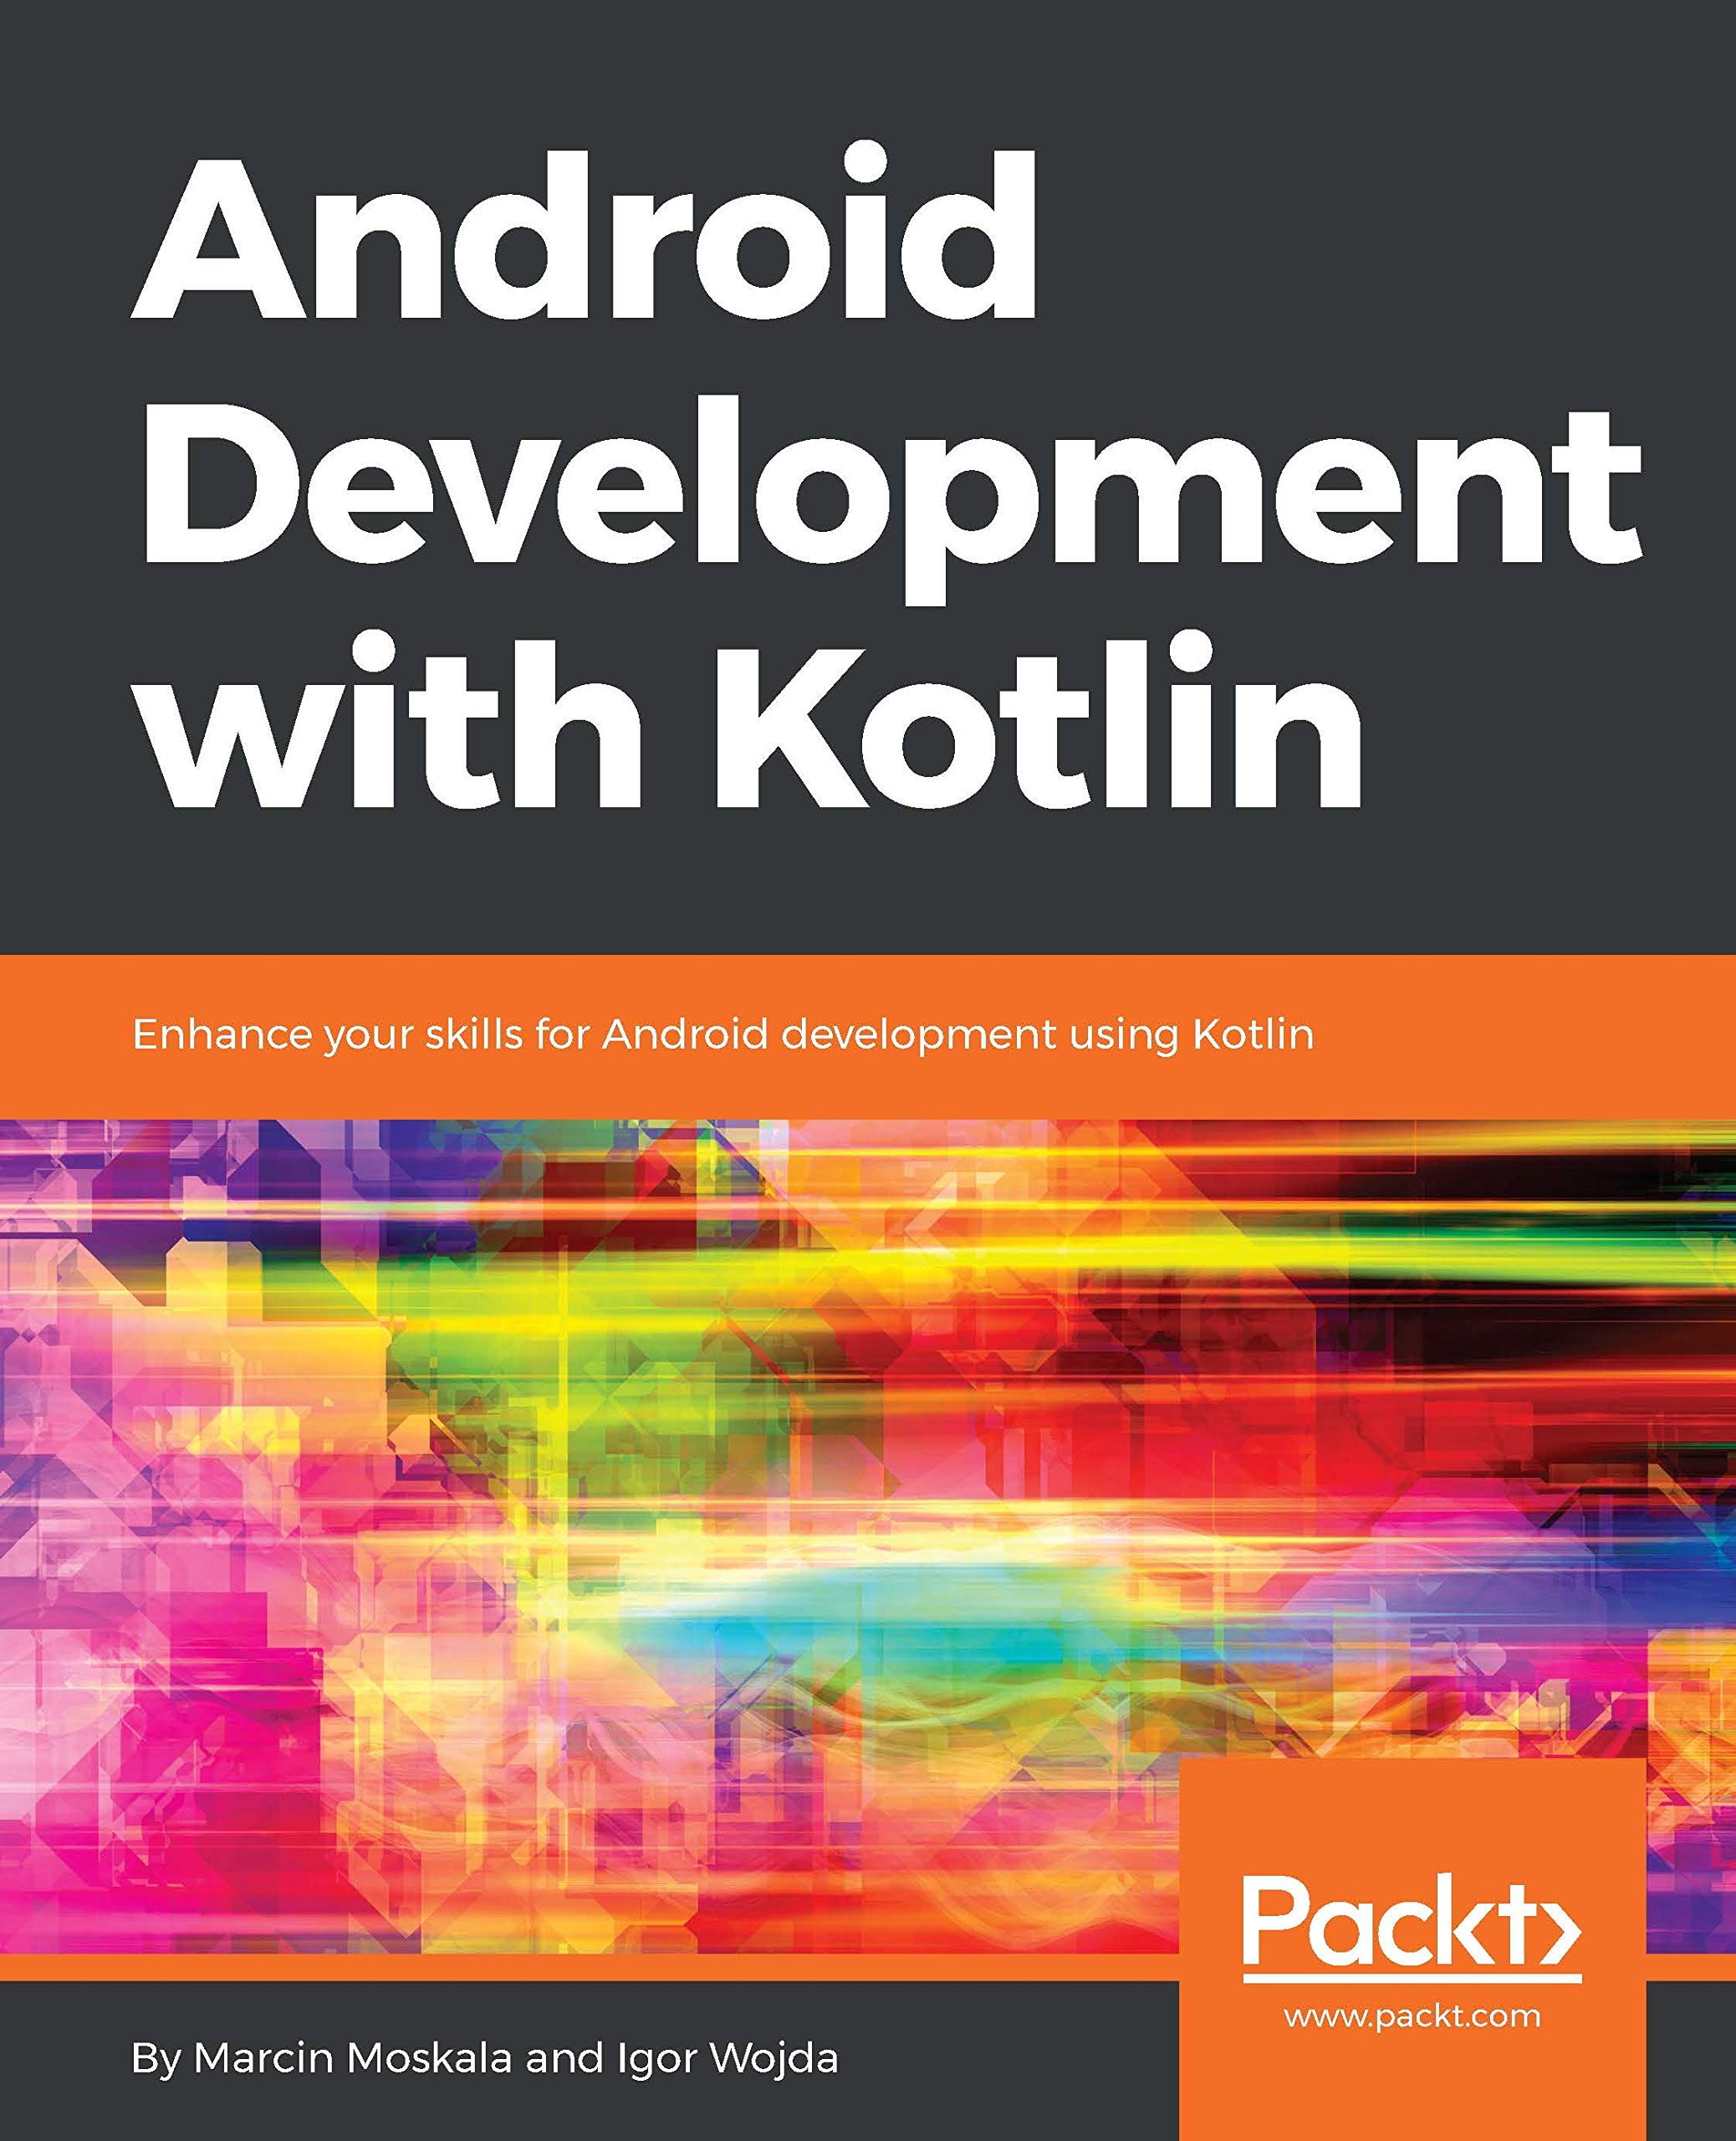 Android
Development
with Kotlin
Enhance your skills for Android development using Kotlin
Packt>
www.packt.com
By Marcin Moskala and Igor Wojda